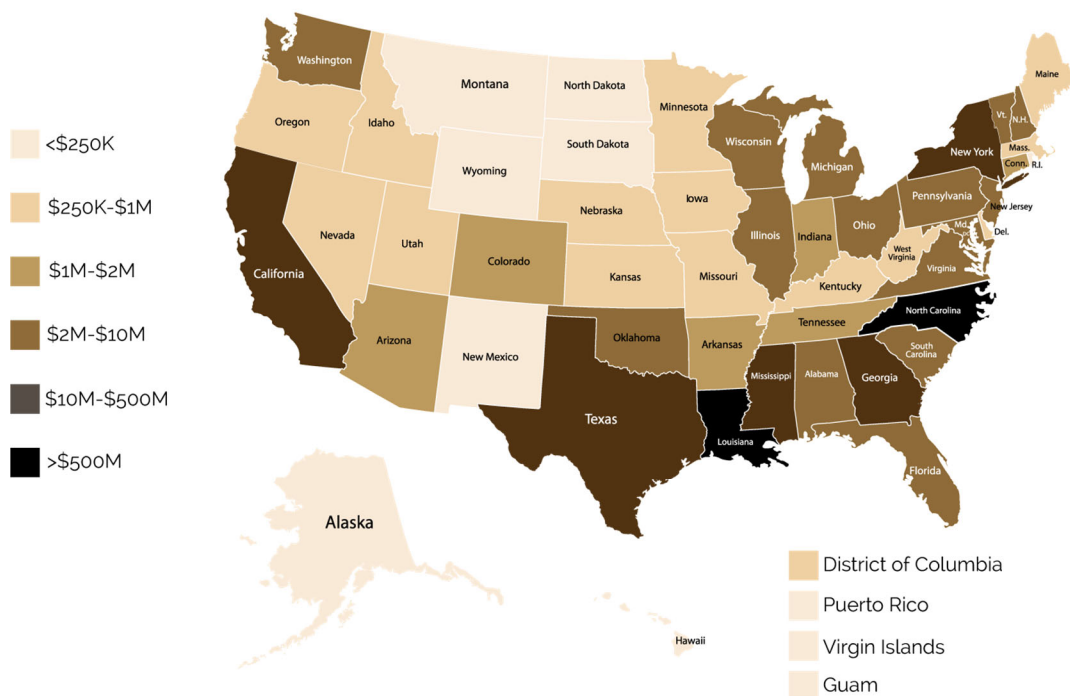 <$250K
$250K-$1M
$1M-$2M
$2M-$10M
$10M-$500M
>$500M
Washington
Montana
North Dakota
Minnesota
Maine
Oregon
Idaho
Wyoming
South Dakota
Wisconsin
Michigan
New York
Vt.
N.H.
Mass.
Conn.
R.I.
Nevada
Utah
Colorado
Nebraska
Iowa
Illinois
Indiana
Ohio
Pennsylvania
New Jersey
Md.
Del.
California
Kansas
Missouri
Kentucky
West
Virginia
Virginia
Arizona
New Mexico
Oklahoma
Arkansas
Tennessee
North Carolina
South
Carolina
Texas
Louisiana
Mississippi
Alabama
Georgia
Florida
Alaska
Hawaii
District of Columbia
Puerto Rico
Virgin Islands
Guam